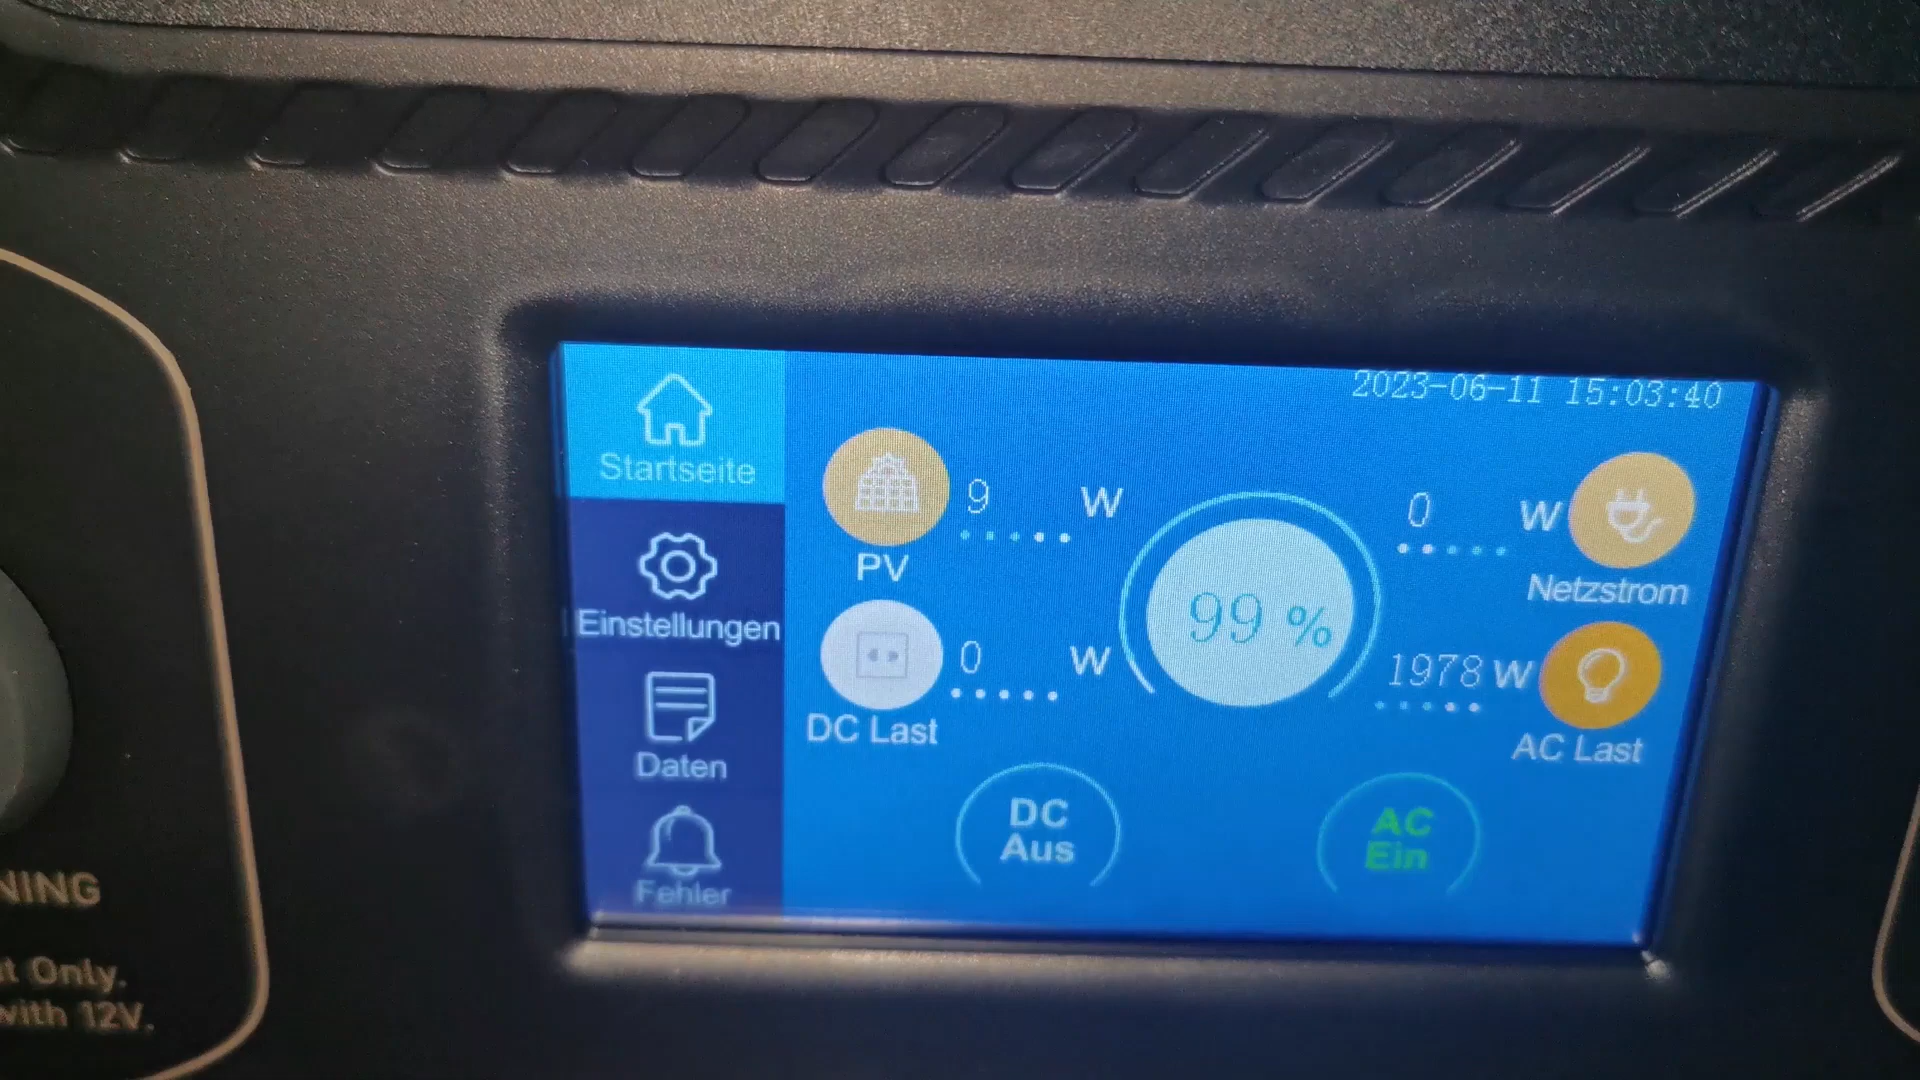 2023-06-11 15:03:40
Startseite
Einstellungen
Daten
Fehler
9 W
PV
0 W
DC Last
99 %
0 W
Netzstrom
1978 W
AC Last
DC
Aus
AC
Ein
NING
Only.
with 12V.